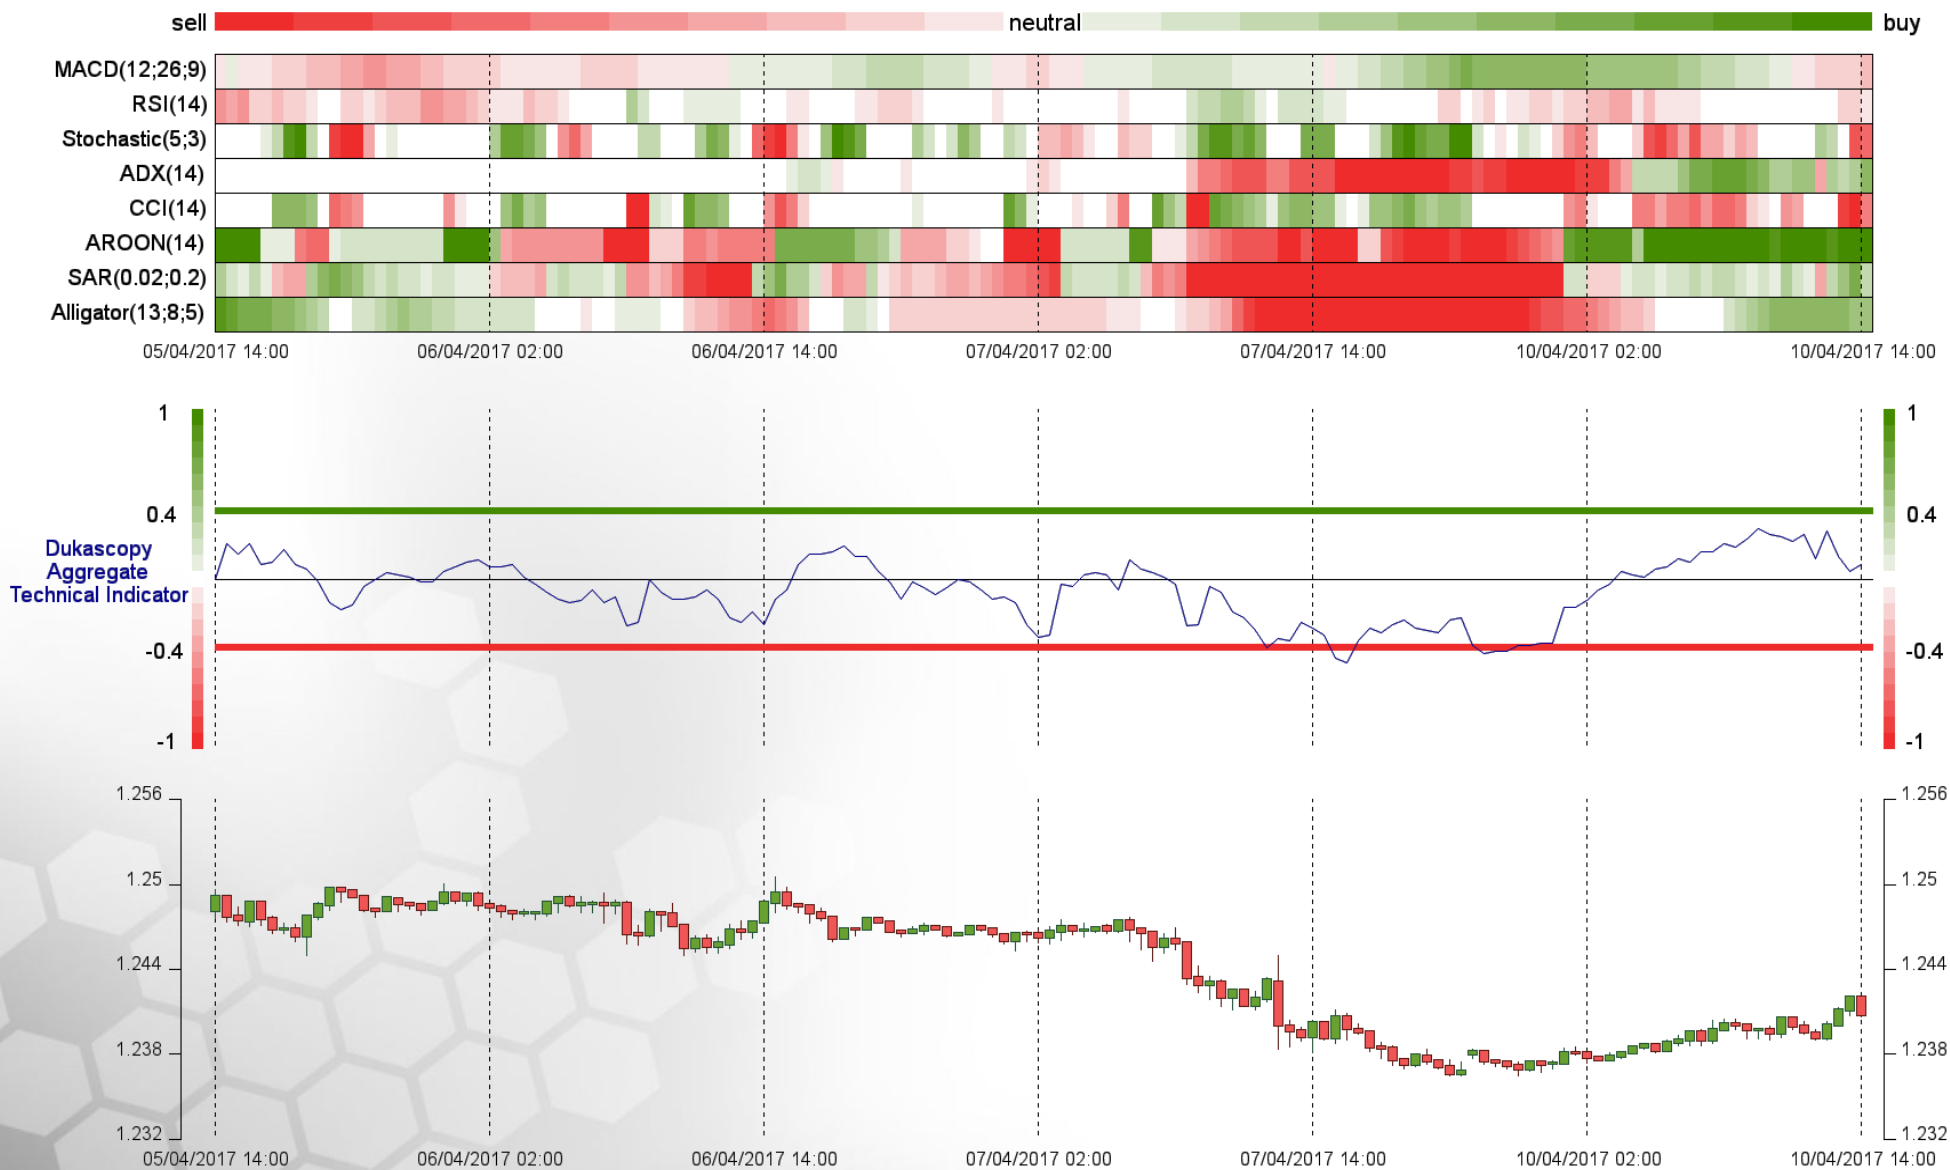 sell neutral buy
MACD(12;26;9)
RSI(14)
Stochastic(5;3)
ADX(14)
CCI(14)
AROON(14)
SAR(0.02;0.2)
Alligator(13;8;5)
05/04/2017 14:00 06/04/2017 02:00 06/04/2017 14:00 07/04/2017 02:00 07/04/2017 14:00 10/04/2017 02:00 10/04/2017 14:00
1 1
0.4 0.4
Dukascopy
Aggregate
Technical Indicator
-0.4 -0.4
-1 -1
1.256 1.256
1.25 1.25
1.244 1.244
1.238 1.238
1.232 1.232
05/04/2017 14:00 06/04/2017 02:00 06/04/2017 14:00 07/04/2017 02:00 07/04/2017 14:00 10/04/2017 02:00 10/04/2017 14:00